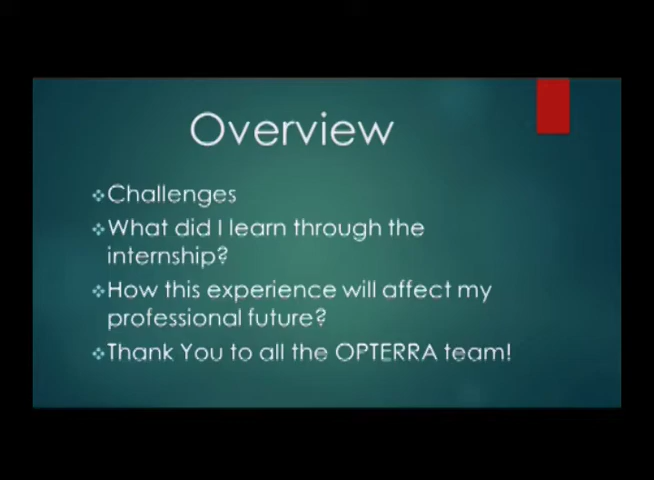 Overview
❖Challenges
❖What did I learn through the
internship?
❖How this experience will affect my
professional future?
❖Thank You to all the OPTERRA team!